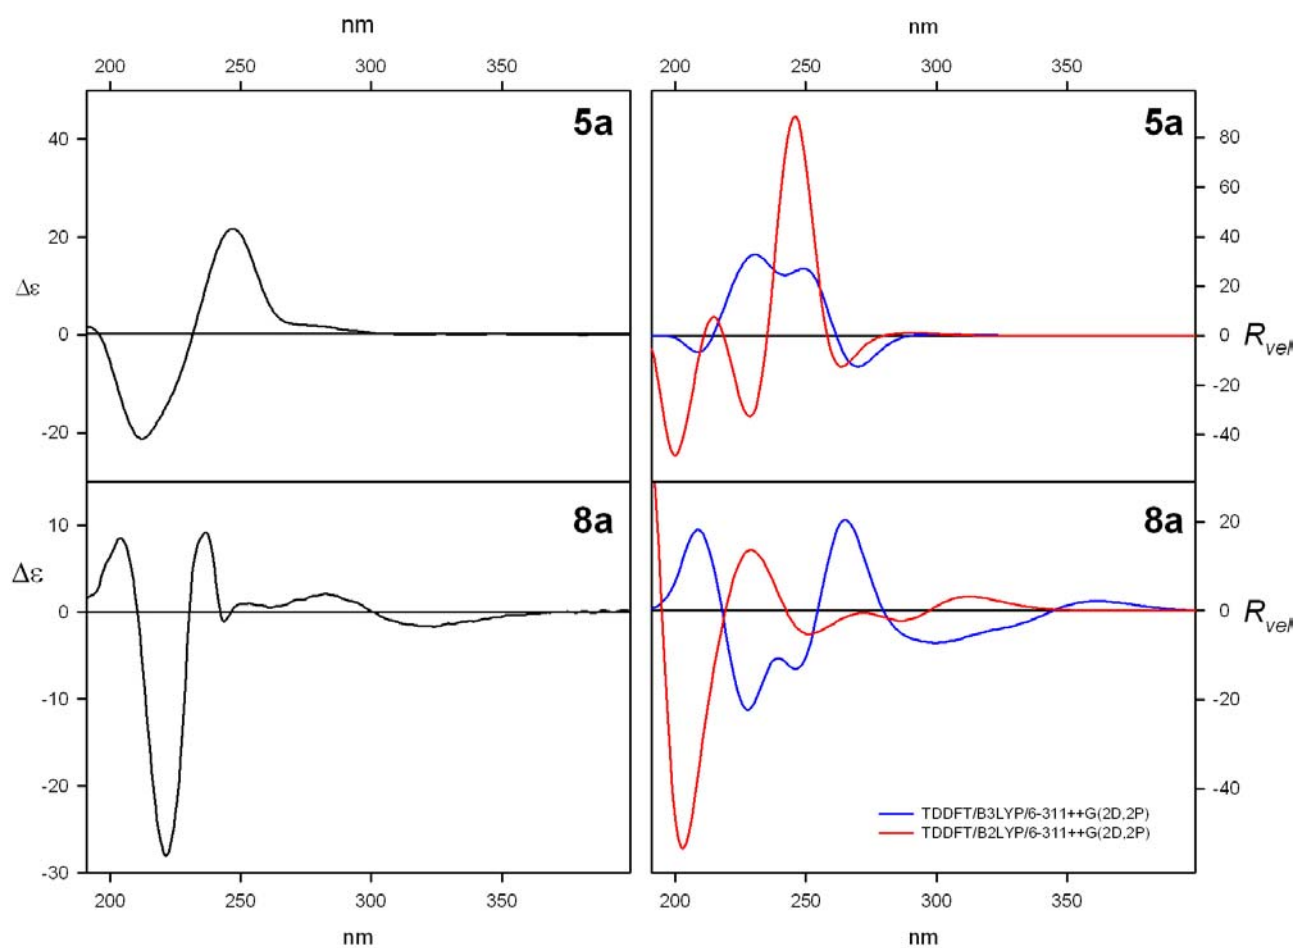 nm nm
200 250 300 350 200 250 300 350
5a 5a
40 80
60
20 40
20
Δε
0 0 R_vel
-20
-20 -40
8a 8a
10 20
Δε
0 0 R_vel
-10 -20
-20 -40
TDDFT/B3LYP/6-311++G(2D,2P)
TDDFT/B2LYP/6-311++G(2D,2P)
-30
200 250 300 350 200 250 300 350
nm nm